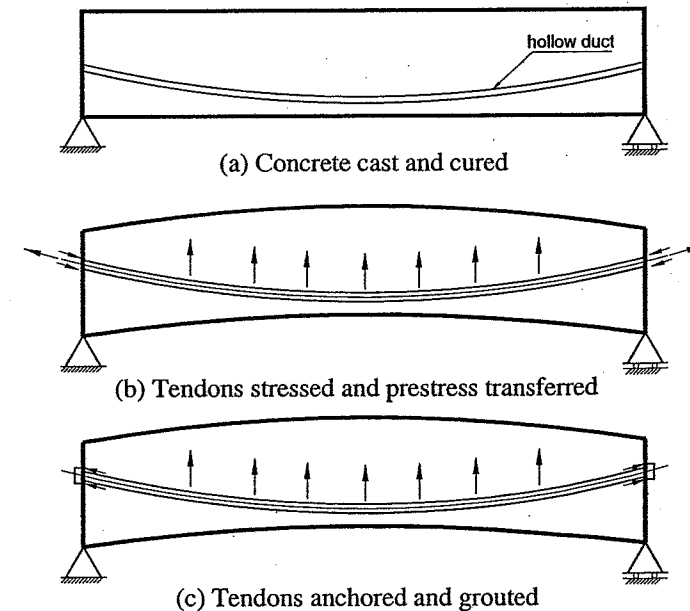 hollow duct
(a) Concrete cast and cured
(b) Tendons stressed and prestress transferred
(c) Tendons anchored and grouted